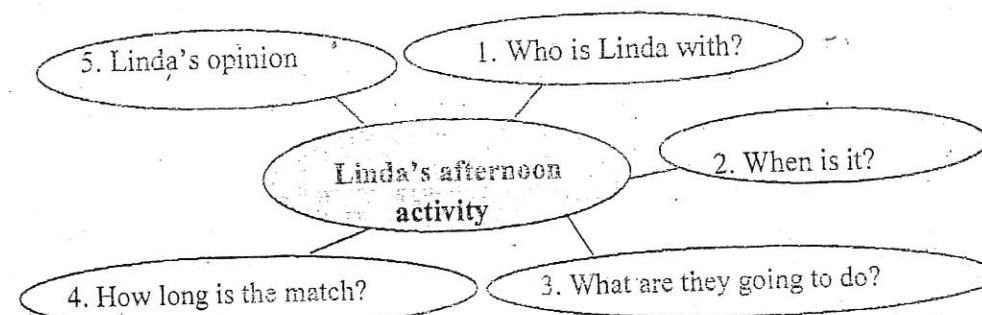 5. Linda's opinion
1. Who is Linda with?
Linda's afternoon
activity
2. When is it?
4. How long is the match?
3. What are they going to do?